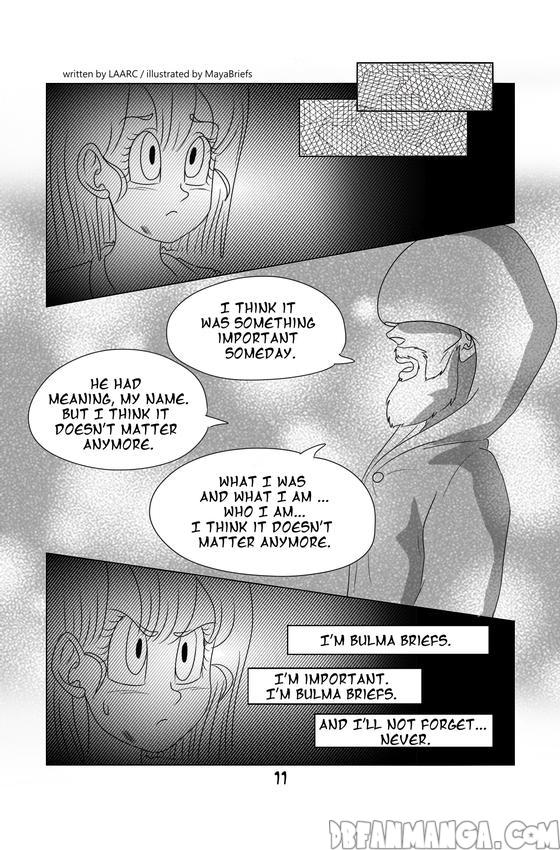 written by LAARC / illustrated by MayaBriefs
I THINK IT
WAS SOMETHING
IMPORTANT
SOMEDAY.
HE HAD
MEANING, MY NAME.
BUT I THINK IT
DOESN'T MATTER
ANYMORE.
WHAT I WAS
AND WHAT I AM ...
WHO I AM...
I THINK IT DOESN'T
MATTER ANYMORE.
I'M BULMA BRIEFS.
I'M IMPORTANT.
I'M BULMA BRIEFS.
AND I'LL NOT FORGET...
NEVER.
11
DBFANMANGA.COM